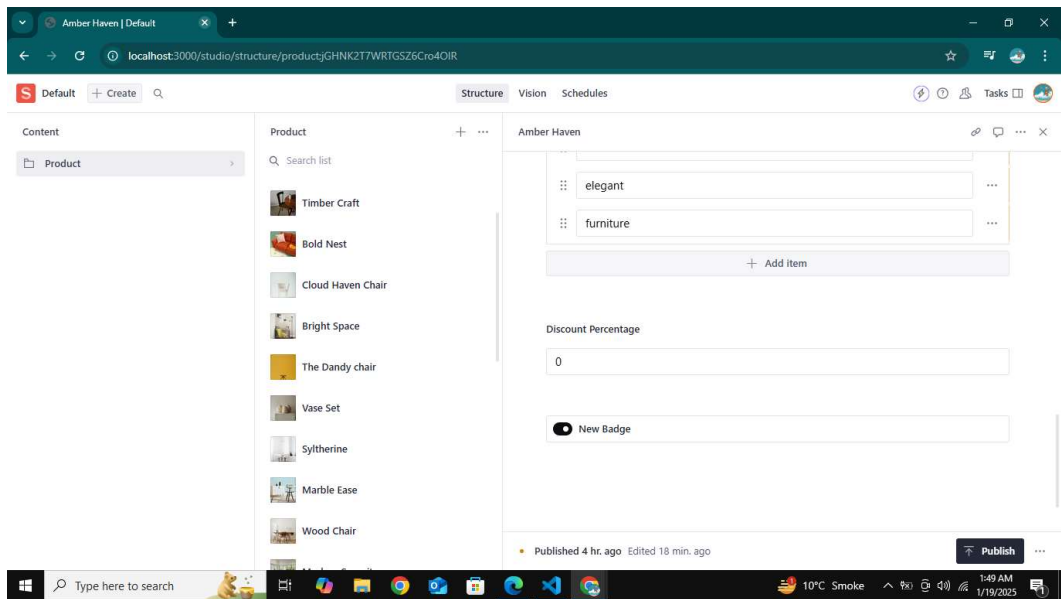 Amber Haven | Default
localhost:3000/studio/structure/product;jGHNK2T7WRTGSZ6Cro4OIR
S Default + Create Structure Vision Schedules Tasks
Content
Product
Product
Search list
Timber Craft
Bold Nest
Cloud Haven Chair
Bright Space
The Dandy chair
Vase Set
Syltherine
Marble Ease
Wood Chair
Amber Haven
elegant
furniture
+ Add item
Discount Percentage
0
New Badge
Published 4 hr. ago Edited 18 min. ago
Publish
Type here to search
10°C Smoke
1:49 AM
1/19/2025